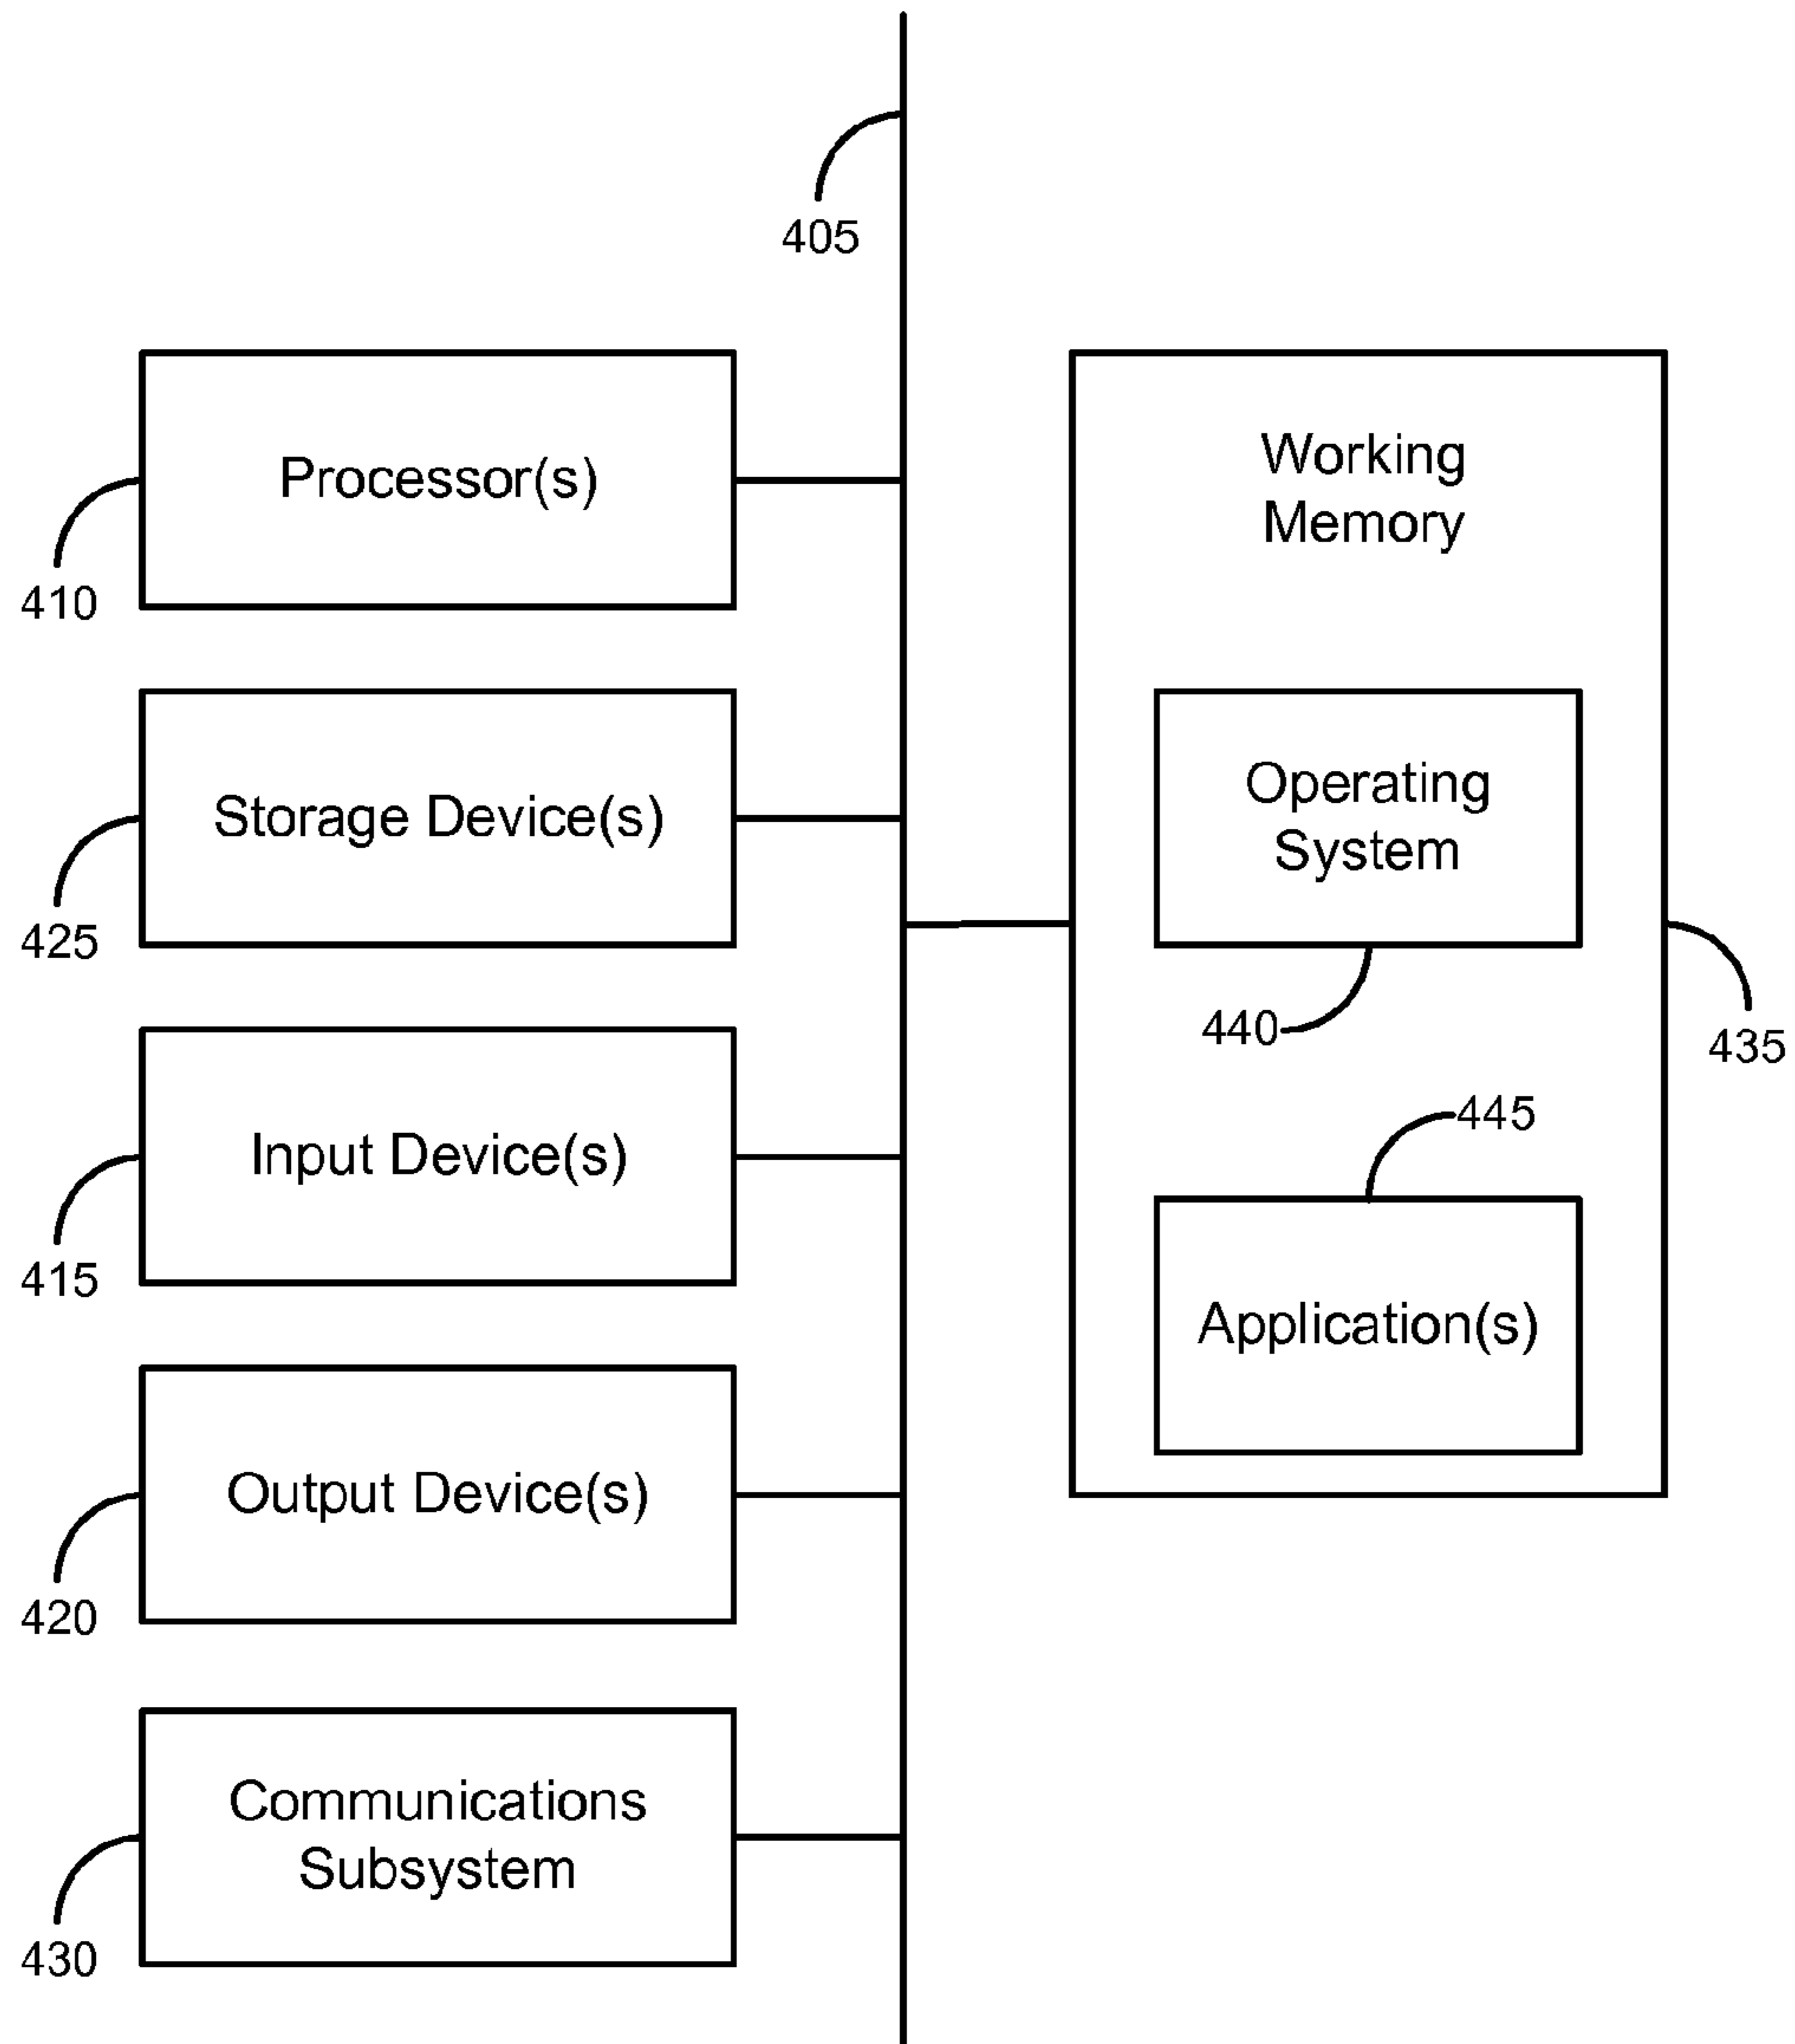 405
Processor(s)
410
Storage Device(s)
425
Input Device(s)
415
Output Device(s)
420
Communications
Subsystem
430
Working
Memory
Operating
System
440
435
445
Application(s)